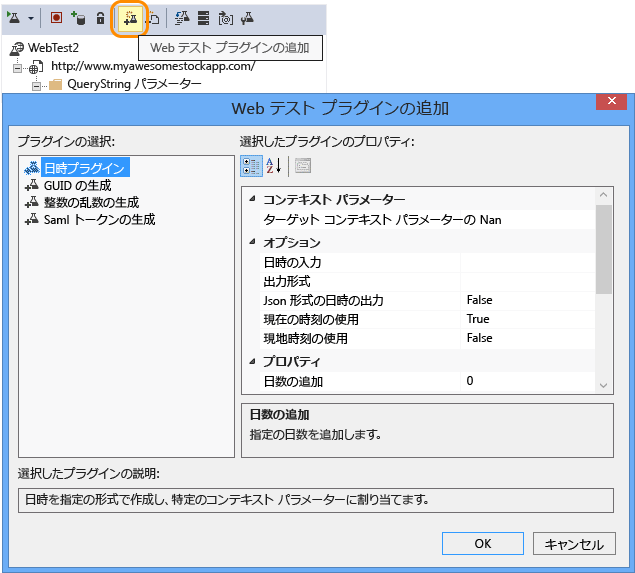 Web テスト プラグインの追加
WebTest2
http://www.myawesomestockapp.com/
QueryString パラメーター
Web テスト プラグインの追加
プラグインの選択:
日時プラグイン
GUID の生成
整数の乱数の生成
Saml トークンの生成
選択したプラグインのプロパティ:
コンテキスト パラメーター
ターゲット コンテキスト パラメーターの Nan
オプション
日時の入力
出力形式
Json 形式の日時の出力 False
現在の時刻の使用 True
現地時刻の使用 False
プロパティ
日数の追加 0
日数の追加
指定の日数を追加します。
選択したプラグインの説明:
日時を指定の形式で作成し、特定のコンテキスト パラメーターに割り当てます。
OK キャンセル